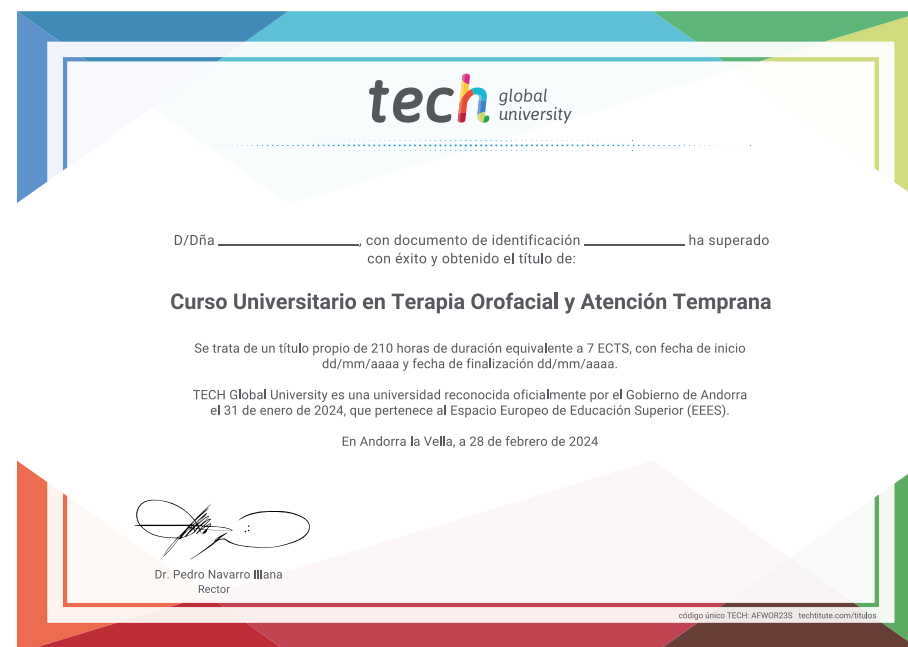 tech global university
D/Dña ____________________, con documento de identificación ______________ ha superado
con éxito y obtenido el título de:
Curso Universitario en Terapia Orofacial y Atención Temprana
Se trata de un título propio de 210 horas de duración equivalente a 7 ECTS, con fecha de inicio
dd/mm/aaaa y fecha de finalización dd/mm/aaaa.
TECH Global University es una universidad reconocida oficialmente por el Gobierno de Andorra
el 31 de enero de 2024, que pertenece al Espacio Europeo de Educación Superior (EEES).
En Andorra la Vella, a 28 de febrero de 2024
Dr. Pedro Navarro Illana
Rector
código único TECH: AFWOR23S techtitute.com/titulos